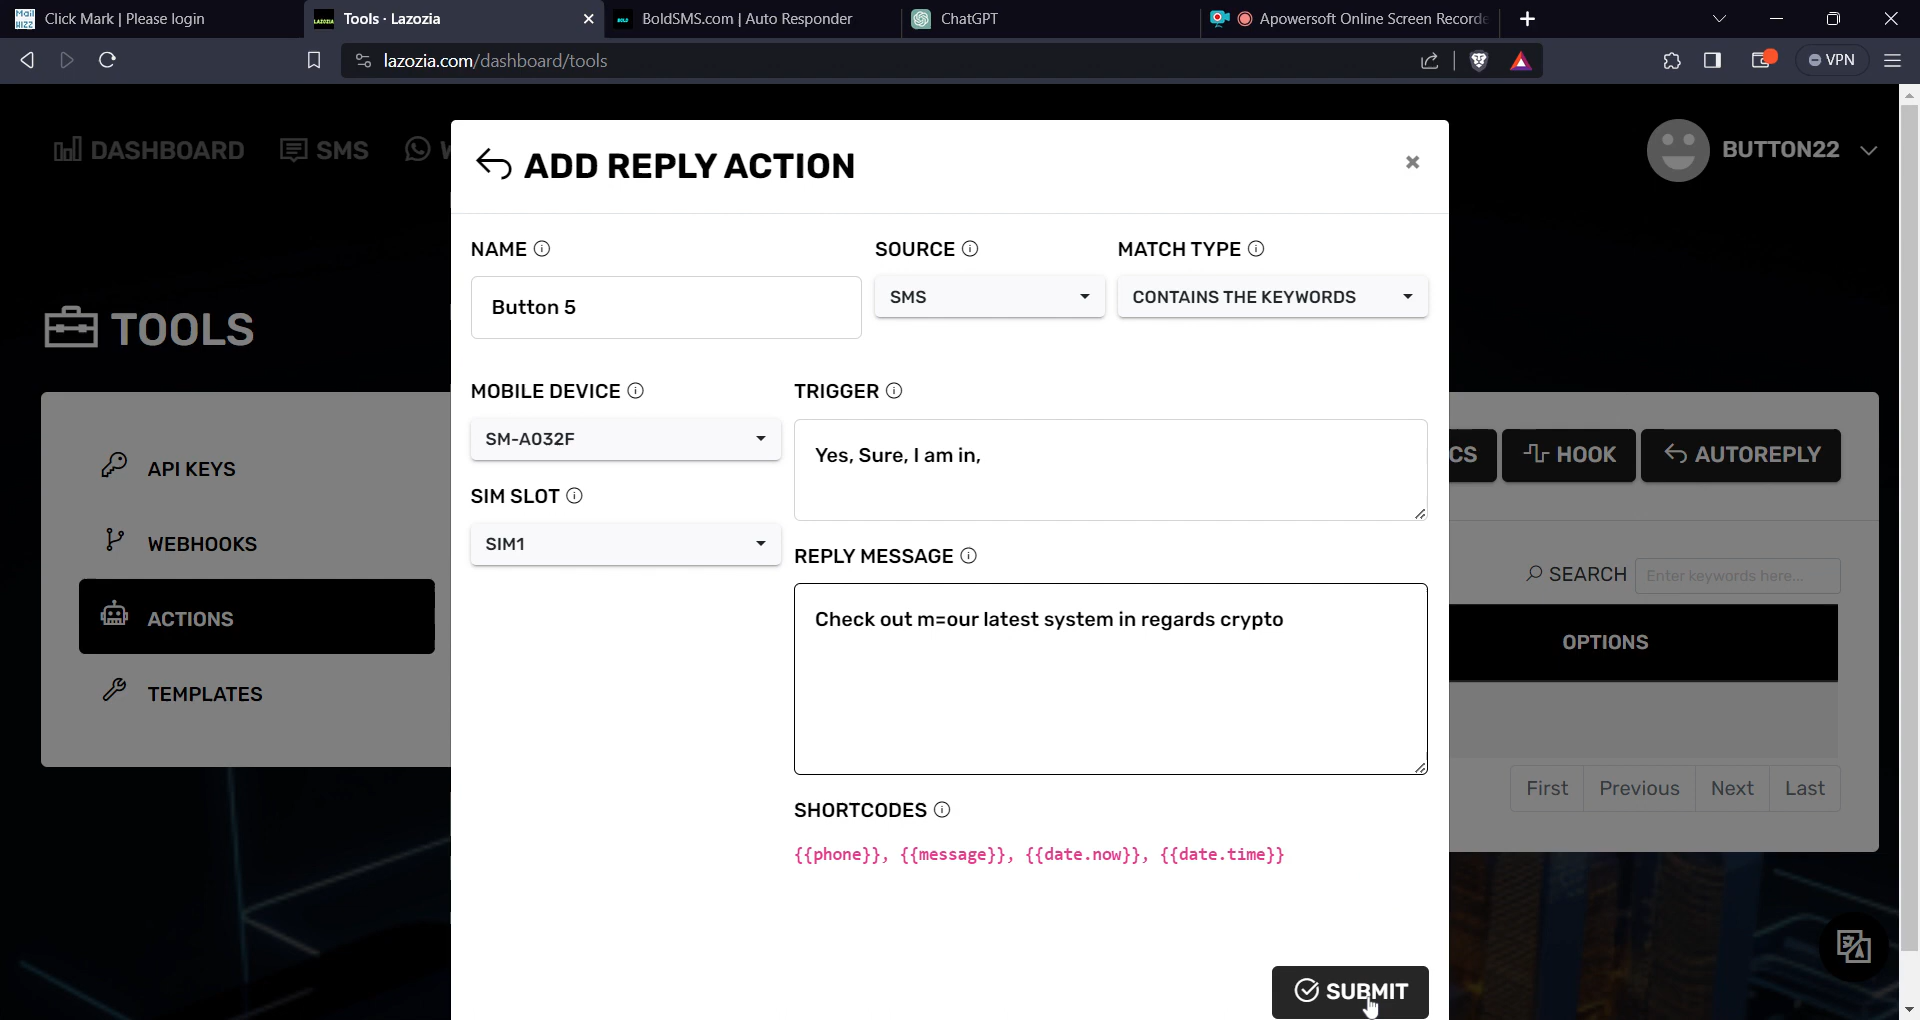 Click Mark | Please login
Tools · Lazozia
BoldSMS.com | Auto Responder
ChatGPT
Apowersoft Online Screen Recorde
lazozia.com/dashboard/tools
VPN
DASHBOARD
SMS
BUTTON22
ADD REPLY ACTION
NAME
SOURCE
MATCH TYPE
Button 5
SMS
CONTAINS THE KEYWORDS
TOOLS
MOBILE DEVICE
TRIGGER
SM-A032F
Yes, Sure, I am in,
API KEYS
CS
HOOK
AUTOREPLY
SIM SLOT
SIM1
WEBHOOKS
REPLY MESSAGE
SEARCH
Enter keywords here...
ACTIONS
Check out m=our latest system in regards crypto
OPTIONS
TEMPLATES
First
Previous
Next
Last
SHORTCODES
{{phone}}, {{message}}, {{date.now}}, {{date.time}}
SUBMIT